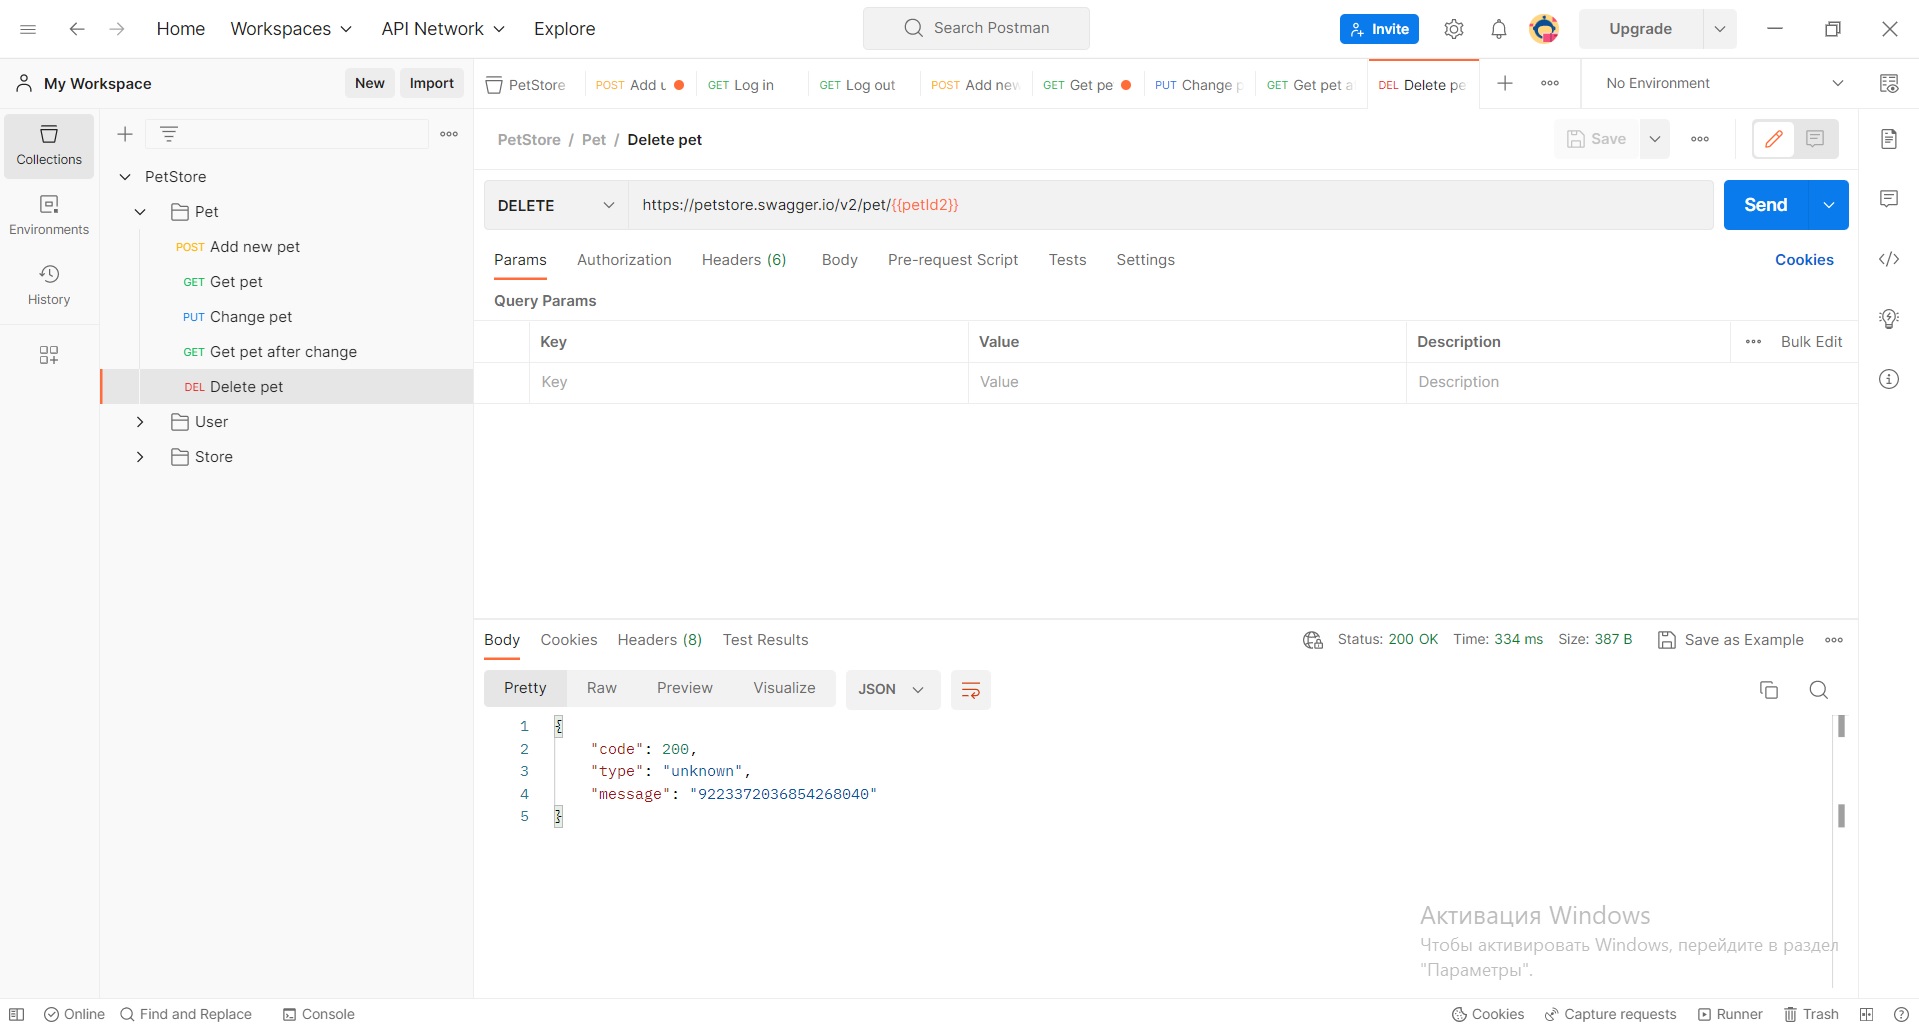 Home Workspaces API Network Explore Search Postman Invite Upgrade
My Workspace New Import PetStore POST Add u GET Log in GET Log out POST Add new GET Get pe PUT Change p GET Get pet a DEL Delete pe No Environment
Collections
Environments
History
PetStore
Pet
POST Add new pet
GET Get pet
PUT Change pet
GET Get pet after change
DEL Delete pet
User
Store
PetStore / Pet / Delete pet Save
DELETE https://petstore.swagger.io/v2/pet/{{petId2}} Send
Params Authorization Headers (6) Body Pre-request Script Tests Settings Cookies
Query Params
Key Value Description Bulk Edit
Key Value Description
Body Cookies Headers (8) Test Results Status: 200 OK Time: 334 ms Size: 387 B Save as Example
Pretty Raw Preview Visualize JSON
1 {
2 "code": 200,
3 "type": "unknown",
4 "message": "9223372036854268040"
5 }
Активация Windows
Чтобы активировать Windows, перейдите в раздел
"Параметры".
Online Find and Replace Console Cookies Capture requests Runner Trash